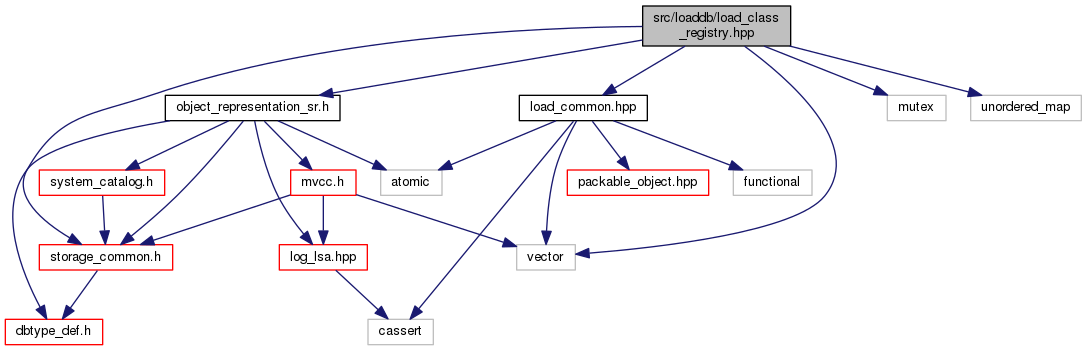 src/loaddb/load_class
_registry.hpp
object_representation_sr.h
load_common.hpp
mutex
unordered_map
system_catalog.h
mvcc.h
atomic
packable_object.hpp
functional
storage_common.h
log_lsa.hpp
vector
dbtype_def.h
cassert